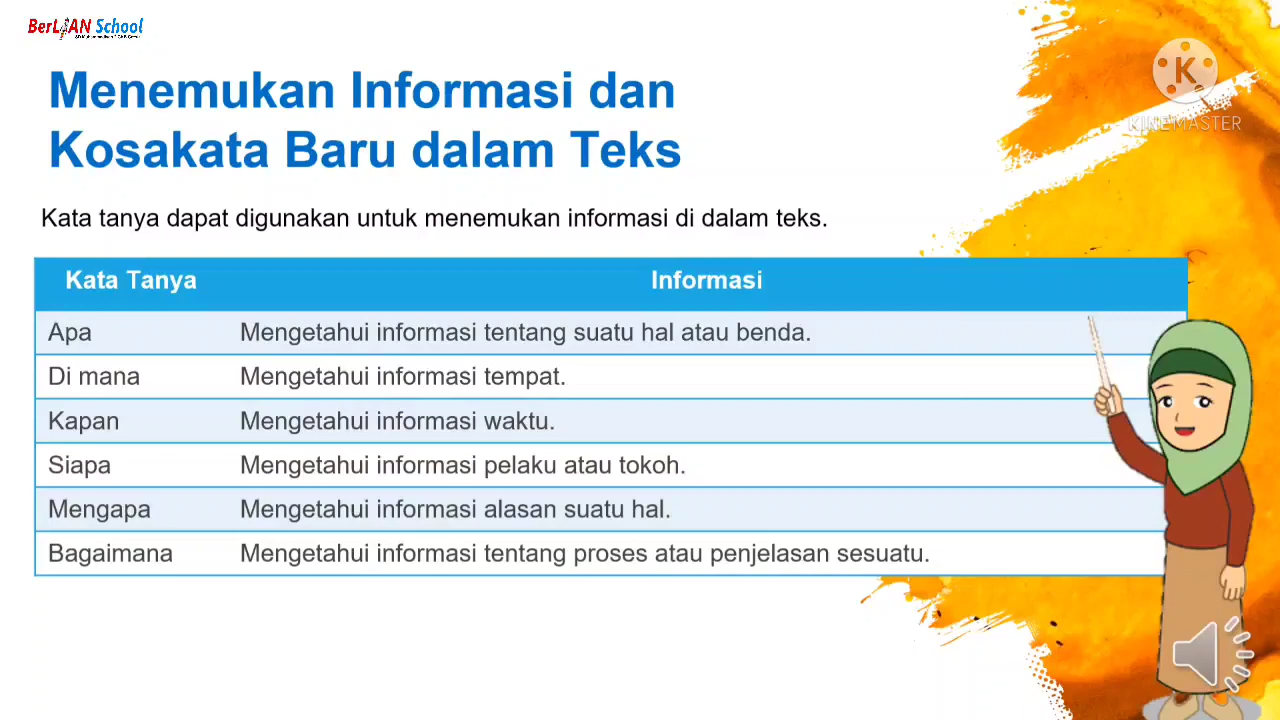 BerLIAN School
Menemukan Informasi dan
Kosakata Baru dalam Teks
KINEMASTER
Kata tanya dapat digunakan untuk menemukan informasi di dalam teks.
Kata Tanya Informasi
Apa Mengetahui informasi tentang suatu hal atau benda.
Di mana Mengetahui informasi tempat.
Kapan Mengetahui informasi waktu.
Siapa Mengetahui informasi pelaku atau tokoh.
Mengapa Mengetahui informasi alasan suatu hal.
Bagaimana Mengetahui informasi tentang proses atau penjelasan sesuatu.